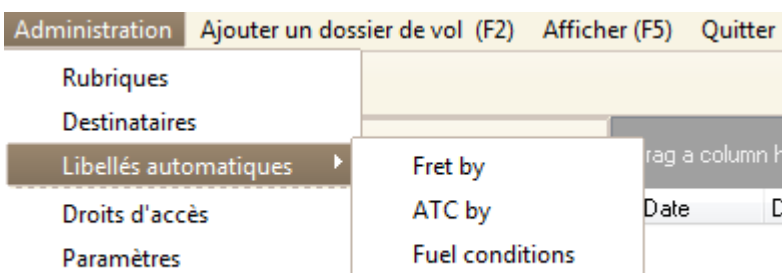 Administration Ajouter un dossier de vol (F2) Afficher (F5) Quitter
Rubriques
Destinataires
Libellés automatiques
Droits d'accès
Paramètres
Fret by
ATC by
Fuel conditions
rag a column h
Date D